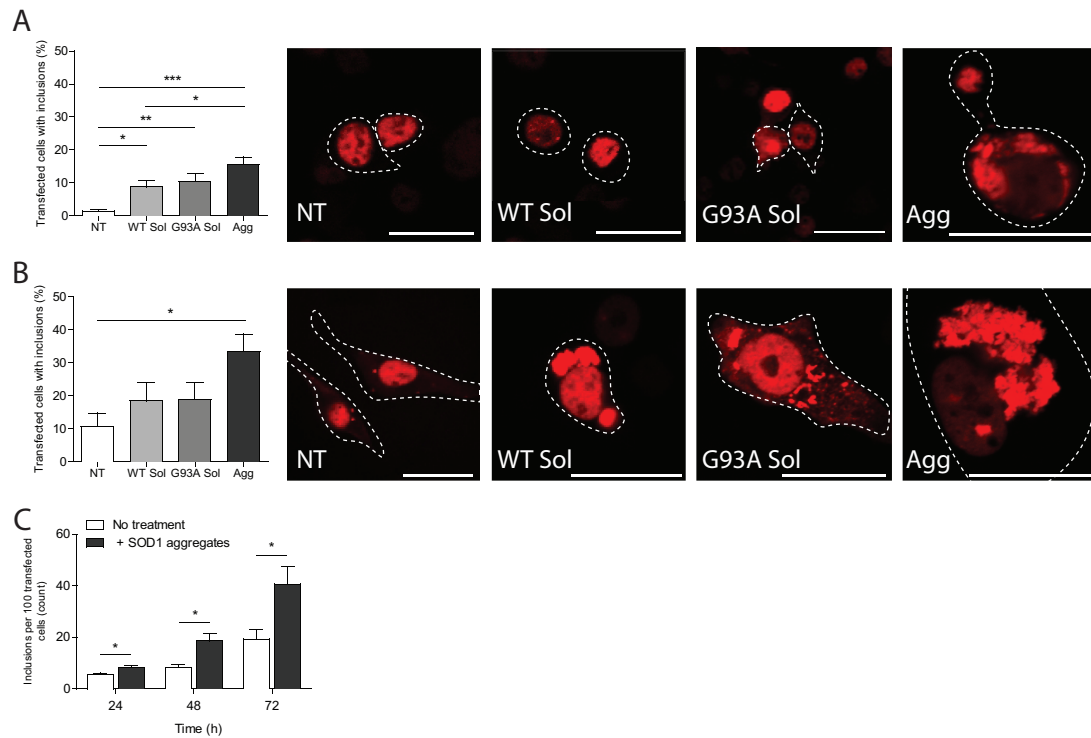 A
Transfected cells with inclusions (%)
50
40
30
20
10
0
***
*
**
*
NT
WT Sol
G93A Sol
Agg
NT
WT Sol
G93A Sol
Agg
B
Transfected cells with inclusions (%)
50
40
30
20
10
0
*
NT
WT Sol
G93A Sol
Agg
NT
WT Sol
G93A Sol
Agg
C
No treatment
+ SOD1 aggregates
Inclusions per 100 transfected
cells (count)
60
40
20
0
*
*
*
24
48
72
Time (h)